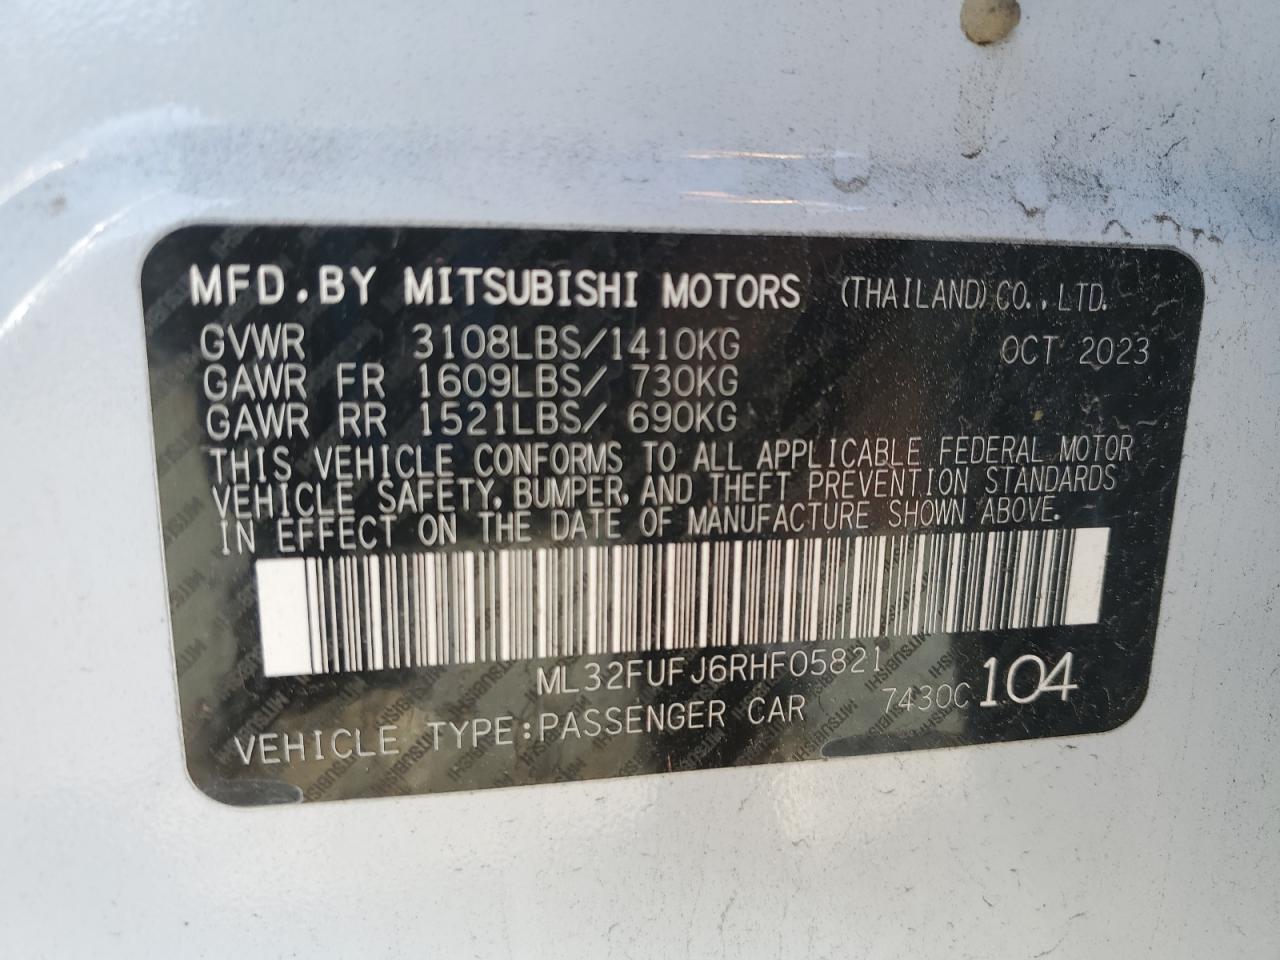 MFD.BY MITSUBISHI MOTORS (THAILAND)CO.,LTD.
GVWR 3108LBS/1410KG OCT 2023
GAWR FR 1609LBS/ 730KG
GAWR RR 1521LBS/ 690KG
THIS VEHICLE CONFORMS TO ALL APPLICABLE FEDERAL MOTOR
VEHICLE SAFETY, BUMPER, AND THEFT PREVENTION STANDARDS
IN EFFECT ON THE DATE OF MANUFACTURE SHOWN ABOVE.
ML32FUFJ6RHF05821
7430C 104
VEHICLE TYPE:PASSENGER CAR